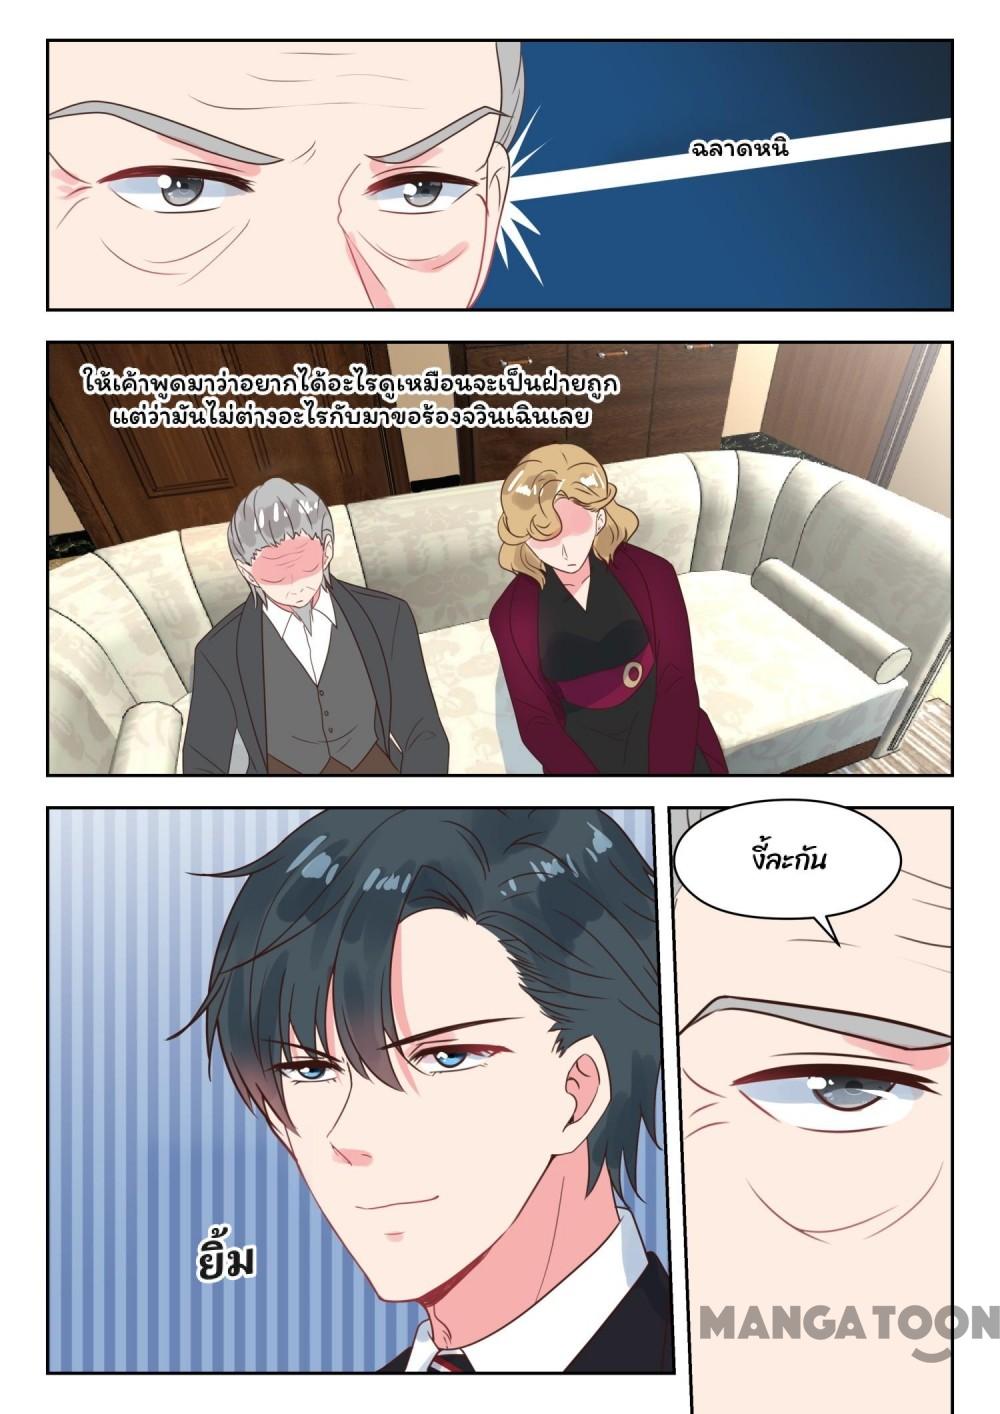 ฉลาดหนิ
ให้เค้าพูดมาว่าอยากได้อะไรดูเหมือนจะเป็นฝ่ายถูก
แต่ว่ามันไม่ต่างอะไรกับมาขอร้องจวินเฉินเลย
งี้ละกัน
ยิ้ม
MANGATOON